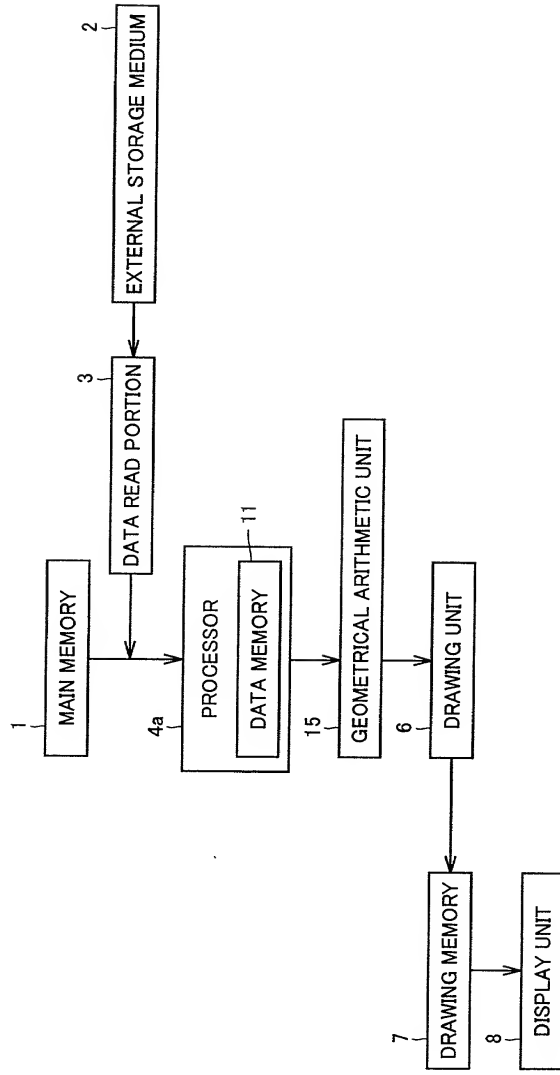 1
MAIN MEMORY
2
EXTERNAL STORAGE MEDIUM
3
DATA READ PORTION
4a
PROCESSOR
11
DATA MEMORY
15
GEOMETRICAL ARITHMETIC UNIT
6
DRAWING UNIT
7
DRAWING MEMORY
8
DISPLAY UNIT